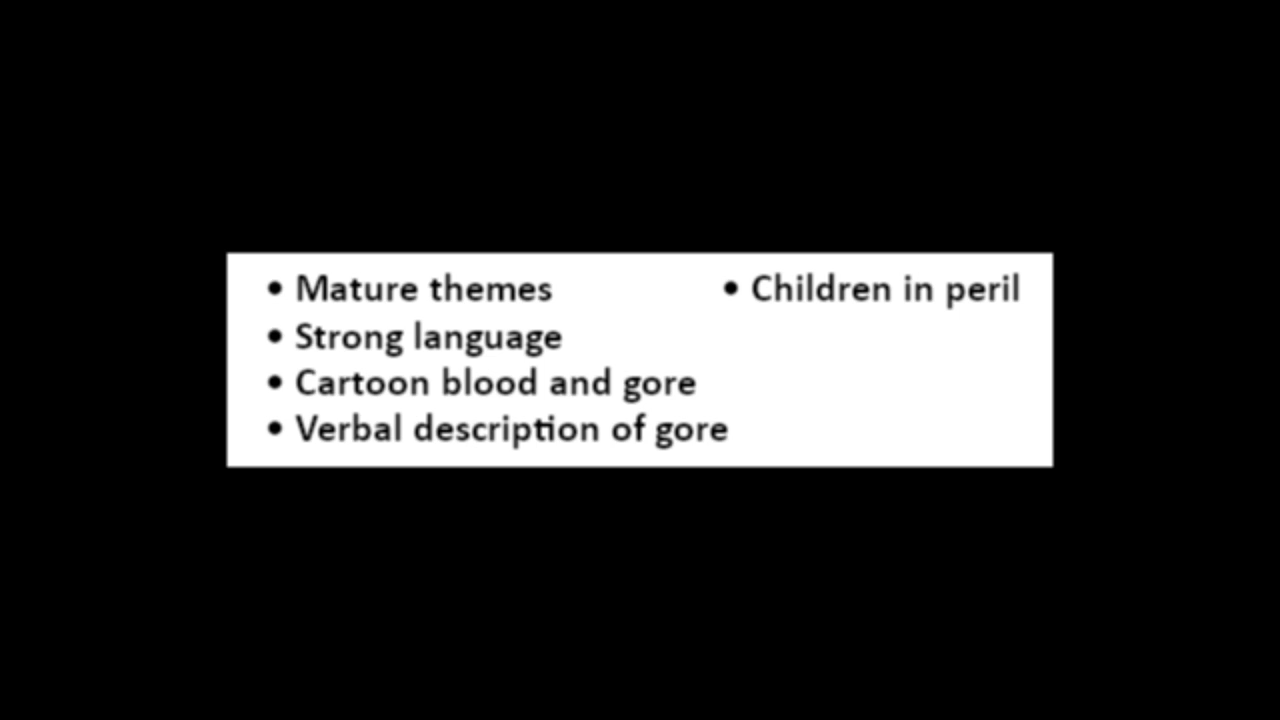 • Mature themes
• Strong language
• Cartoon blood and gore
• Verbal description of gore
• Children in peril